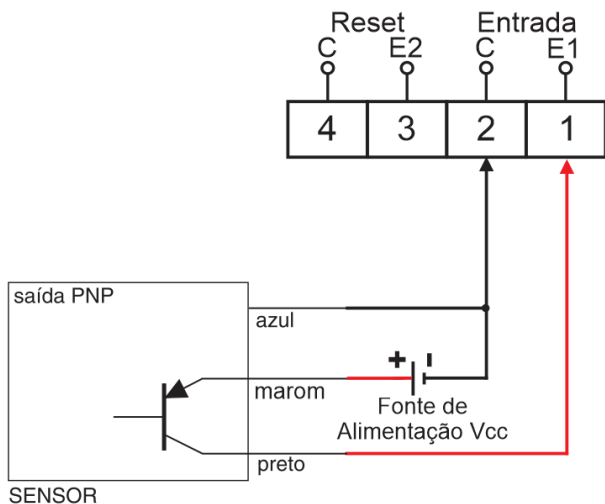 Reset Entrada
C E2 C E1
4 3 2 1
saída PNP
azul
+ -
marom
Fonte de
Alimentação Vcc
preto
SENSOR